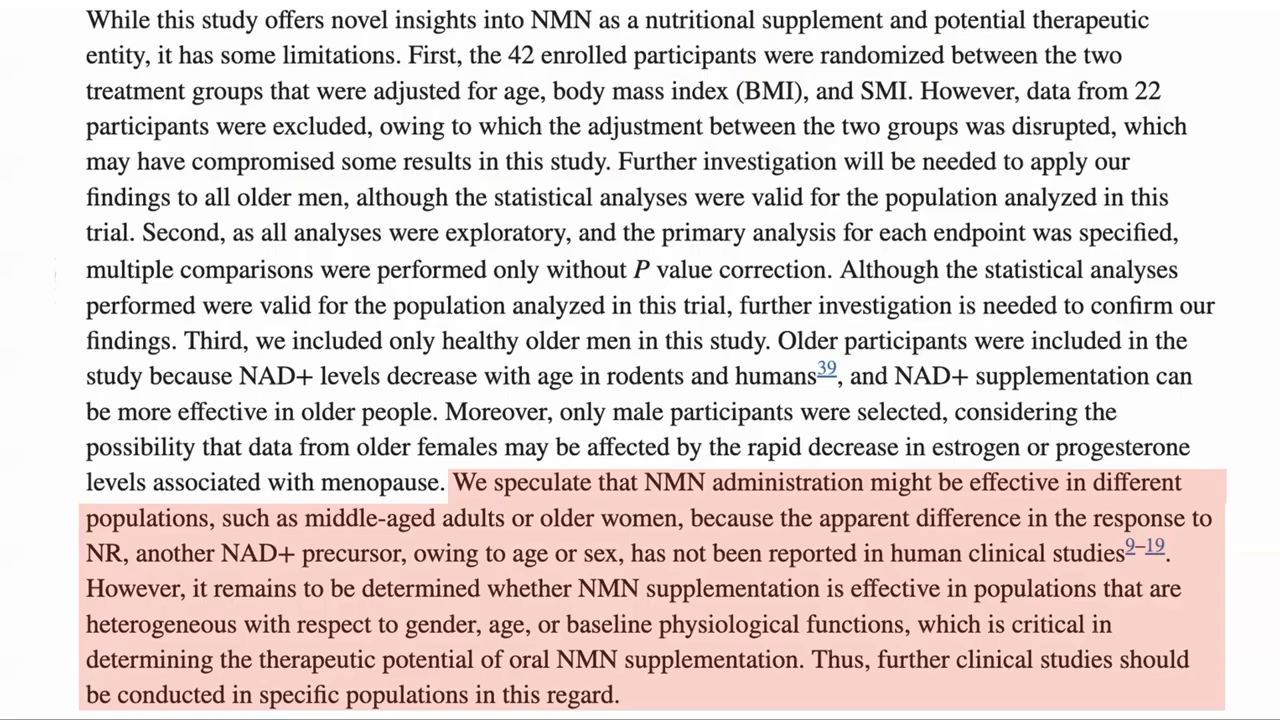 While this study offers novel insights into NMN as a nutritional supplement and potential therapeutic
entity, it has some limitations. First, the 42 enrolled participants were randomized between the two
treatment groups that were adjusted for age, body mass index (BMI), and SMI. However, data from 22
participants were excluded, owing to which the adjustment between the two groups was disrupted, which
may have compromised some results in this study. Further investigation will be needed to apply our
findings to all older men, although the statistical analyses were valid for the population analyzed in this
trial. Second, as all analyses were exploratory, and the primary analysis for each endpoint was specified,
multiple comparisons were performed only without P value correction. Although the statistical analyses
performed were valid for the population analyzed in this trial, further investigation is needed to confirm our
findings. Third, we included only healthy older men in this study. Older participants were included in the
study because NAD+ levels decrease with age in rodents and humans39, and NAD+ supplementation can
be more effective in older people. Moreover, only male participants were selected, considering the
possibility that data from older females may be affected by the rapid decrease in estrogen or progesterone
levels associated with menopause. We speculate that NMN administration might be effective in different
populations, such as middle-aged adults or older women, because the apparent difference in the response to
NR, another NAD+ precursor, owing to age or sex, has not been reported in human clinical studies9–19.
However, it remains to be determined whether NMN supplementation is effective in populations that are
heterogeneous with respect to gender, age, or baseline physiological functions, which is critical in
determining the therapeutic potential of oral NMN supplementation. Thus, further clinical studies should
be conducted in specific populations in this regard.